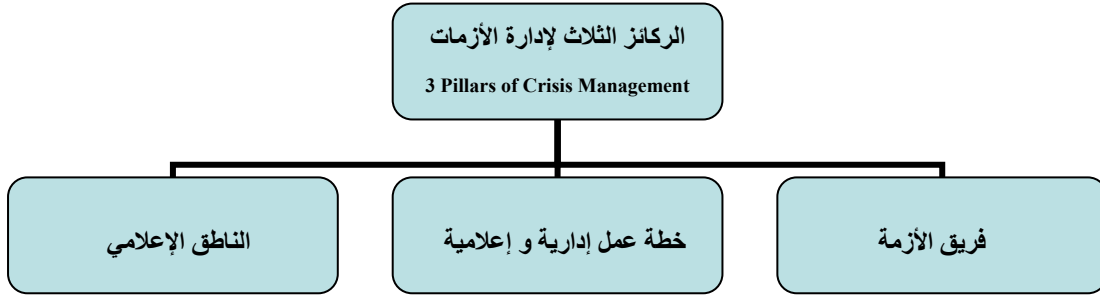 الركائز الثلاث لإدارة الأزمات
3 Pillars of Crisis Management
فريق الأزمة
خطة عمل إدارية و إعلامية
الناطق الإعلامي